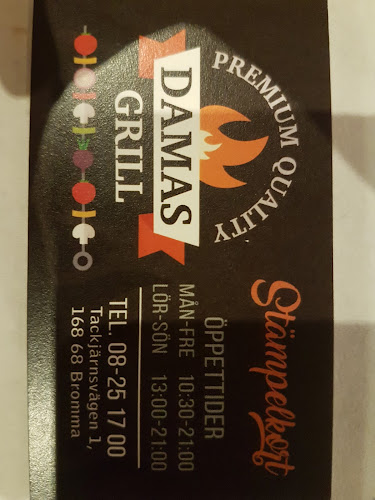 PREMIUM QUALITY
DAMAS
GRILL
Stämpelkort
ÖPPETTIDER
MÅN-FRE 10:30-21:00
LÖR-SÖN 13:00-21:00
TEL. 08-25 17 00
Tackjärnsvägen 1,
168 68 Bromma